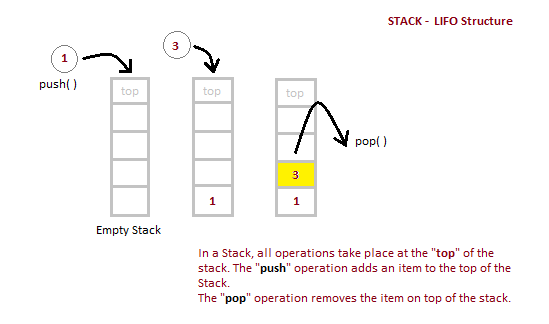 STACK - LIFO Structure
1
3
push( )
top
top
top
pop( )
3
1
1
Empty Stack
In a Stack, all operations take place at the "top" of the
stack. The "push" operation adds an item to the top of the
Stack.
The "pop" operation removes the item on top of the stack.